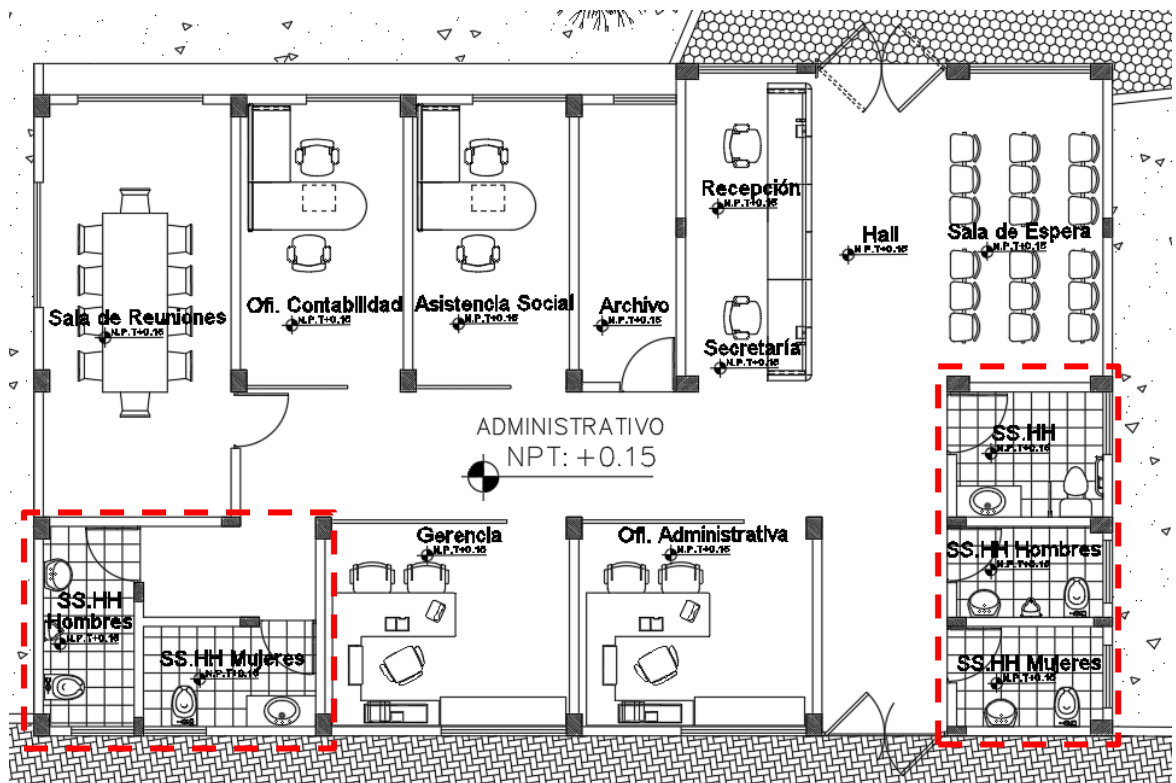 Recepción
N.P.T+0.15
Hall
N.P.T+0.15
Sala de Espera
N.P.T+0.15
Sala de Reuniones
N.P.T+0.15
Ofi. Contabilidad
N.P.T+0.15
Asistencia Social
N.P.T+0.15
Archivo
N.P.T+0.15
Secretaría
N.P.T+0.15
ADMINISTRATIVO
NPT: +0.15
SS.HH
N.P.T+0.15
Gerencia
N.P.T+0.15
Ofi. Administrativa
N.P.T+0.15
SS.HH Hombres
N.P.T+0.15
SS.HH
Hombres
N.P.T+0.15
SS.HH Mujeres
N.P.T+0.15
SS.HH Mujeres
N.P.T+0.15